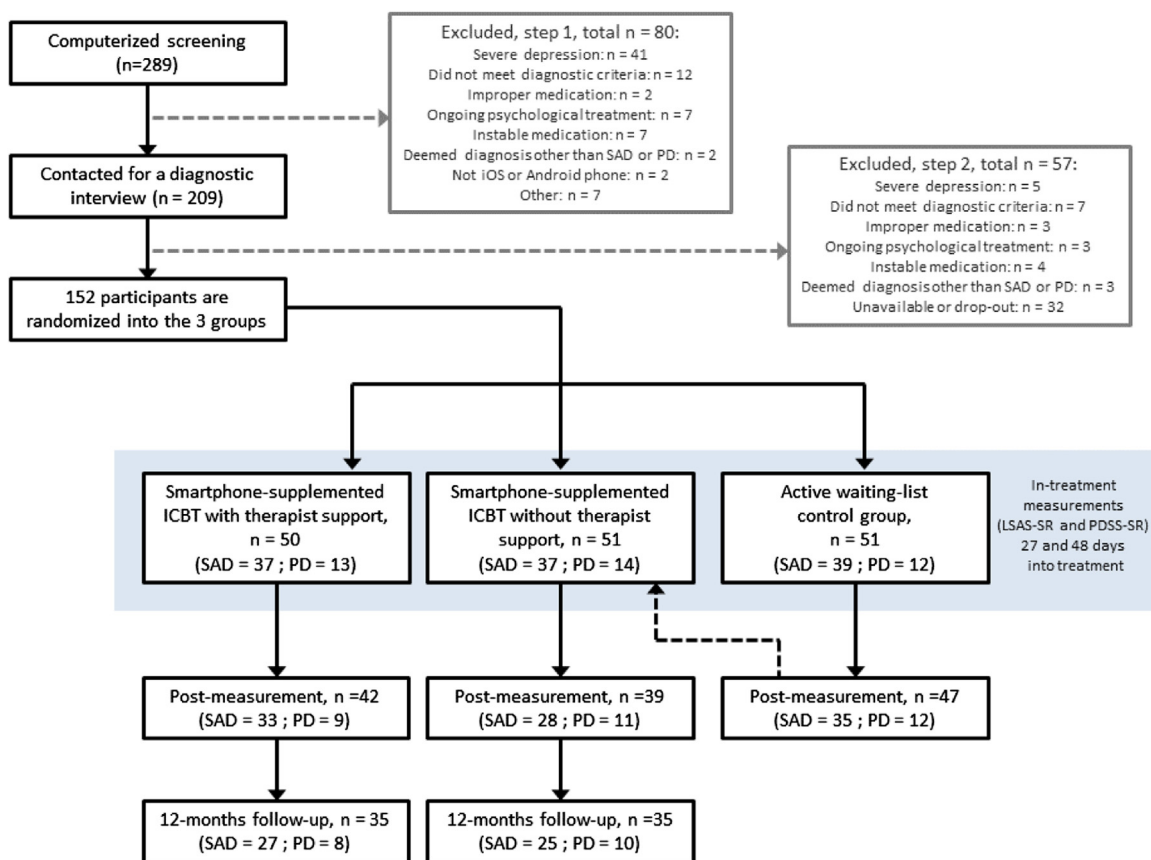 Computerized screening
(n=289)
Excluded, step 1, total n = 80:
Severe depression: n = 41
Did not meet diagnostic criteria: n = 12
Improper medication: n = 2
Ongoing psychological treatment: n = 7
Instable medication: n = 7
Deemed diagnosis other than SAD or PD: n = 2
Not iOS or Android phone: n = 2
Other: n = 7
Contacted for a diagnostic
interview (n = 209)
Excluded, step 2, total n = 57:
Severe depression: n = 5
Did not meet diagnostic criteria: n = 7
Improper medication: n = 3
Ongoing psychological treatment: n = 3
Instable medication: n = 4
Deemed diagnosis other than SAD or PD: n = 3
Unavailable or drop-out: n = 32
152 participants are
randomized into the 3 groups
Smartphone-supplemented
ICBT with therapist support,
n = 50
(SAD = 37 ; PD = 13)
Smartphone-supplemented
ICBT without therapist
support, n = 51
(SAD = 37 ; PD = 14)
Active waiting-list
control group,
n = 51
(SAD = 39 ; PD = 12)
In-treatment
measurements
(LSAS-SR and PDSS-SR)
27 and 48 days
into treatment
Post-measurement, n =42
(SAD = 33 ; PD = 9)
Post-measurement, n =39
(SAD = 28 ; PD = 11)
Post-measurement, n =47
(SAD = 35 ; PD = 12)
12-months follow-up, n = 35
(SAD = 27 ; PD = 8)
12-months follow-up, n =35
(SAD = 25 ; PD = 10)